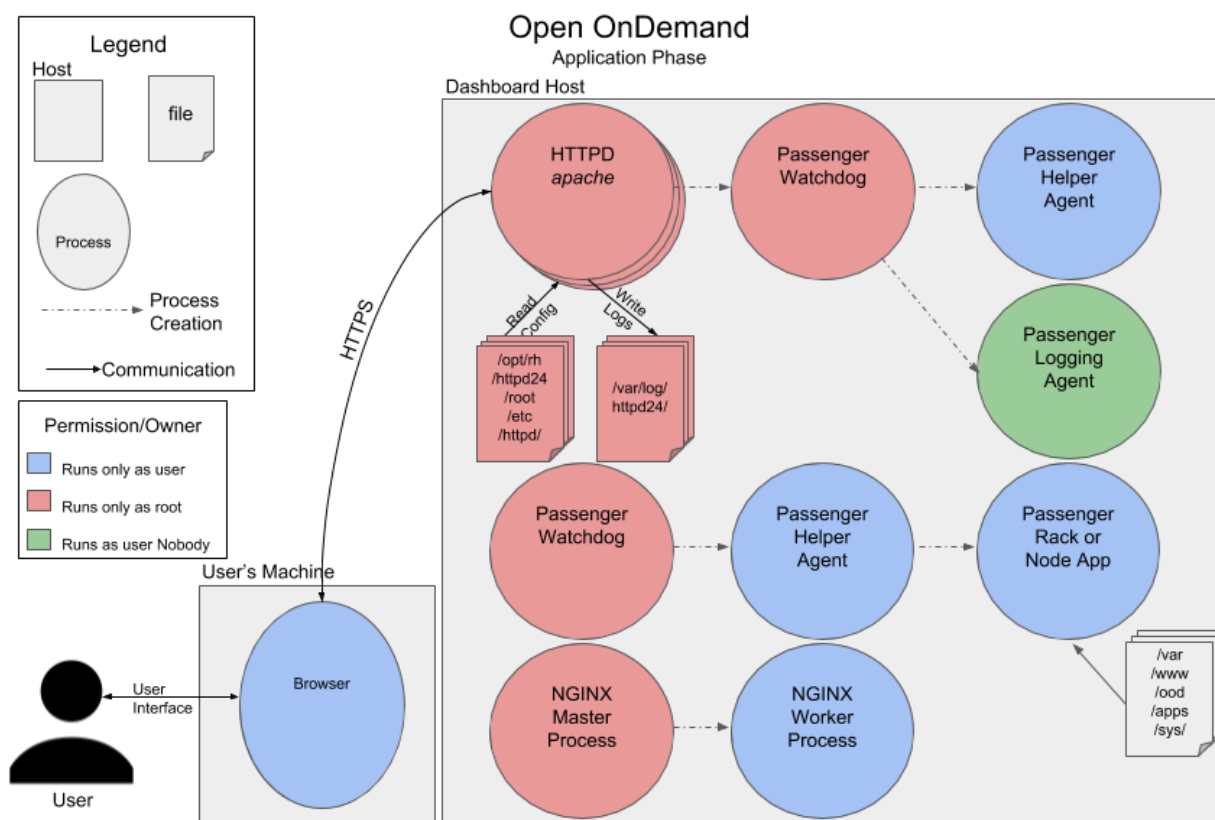 Open OnDemand
Application Phase
Legend
Host
file
Process
Process
Creation
Communication
Permission/Owner
Runs only as user
Runs only as root
Runs as user Nobody
Dashboard Host
HTTPD
apache
Passenger
Watchdog
Passenger
Helper
Agent
Read
Config
Write
Logs
/opt/rh
/httpd24
/root
/etc
/httpd/
/var/log/
httpd24/
Passenger
Logging
Agent
HTTPS
Passenger
Watchdog
Passenger
Helper
Agent
Passenger
Rack or
Node App
NGINX
Master
Process
NGINX
Worker
Process
/var
/www
/ood
/apps
/sys/
User's Machine
Browser
User
Interface
User